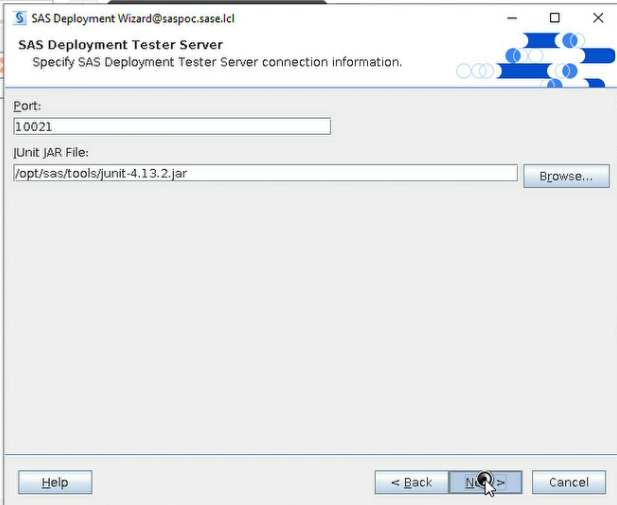 SAS Deployment Wizard@saspoc.sase.lcl
SAS Deployment Tester Server
Specify SAS Deployment Tester Server connection information.
Port:
10021
JUnit JAR File:
/opt/sas/tools/junit-4.13.2.jar
Browse...
Help
< Back
Cancel